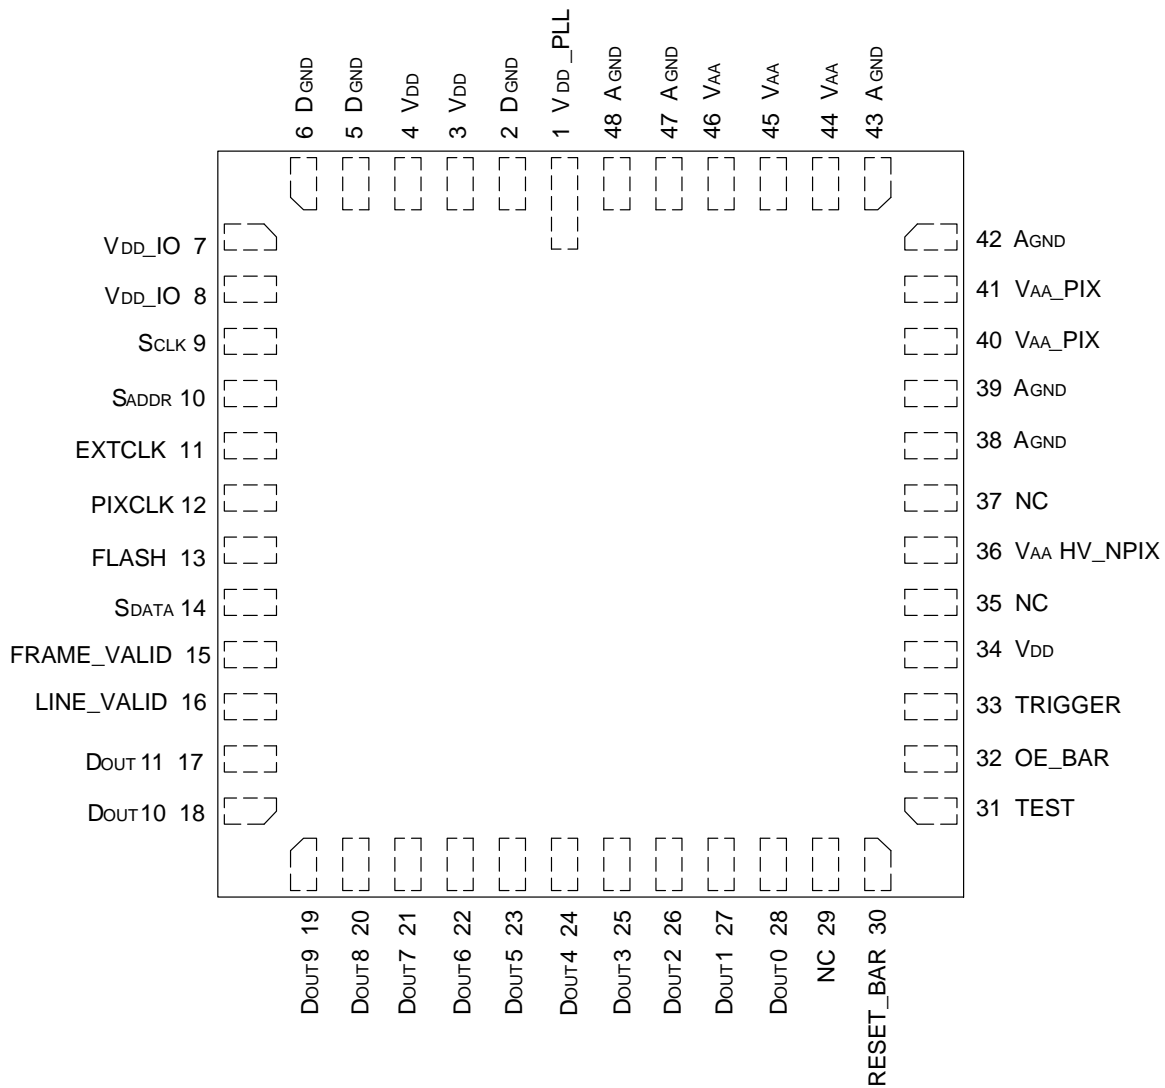 6 DGND
5 DGND
4 VDD
3 VDD
2 DGND
1 VDD_PLL
48 AGND
47 AGND
46 VAA
45 VAA
44 VAA
43 AGND
VDD_IO 7
VDD_IO 8
SCLK 9
SADDR 10
EXTCLK 11
PIXCLK 12
FLASH 13
SDATA 14
FRAME_VALID 15
LINE_VALID 16
DOUT 11 17
DOUT10 18
42 AGND
41 VAA_PIX
40 VAA_PIX
39 AGND
38 AGND
37 NC
36 VAA HV_NPIX
35 NC
34 VDD
33 TRIGGER
32 OE_BAR
31 TEST
DOUT9 19
DOUT8 20
DOUT7 21
DOUT6 22
DOUT5 23
DOUT4 24
DOUT3 25
DOUT2 26
DOUT1 27
DOUT0 28
NC 29
RESET_BAR 30